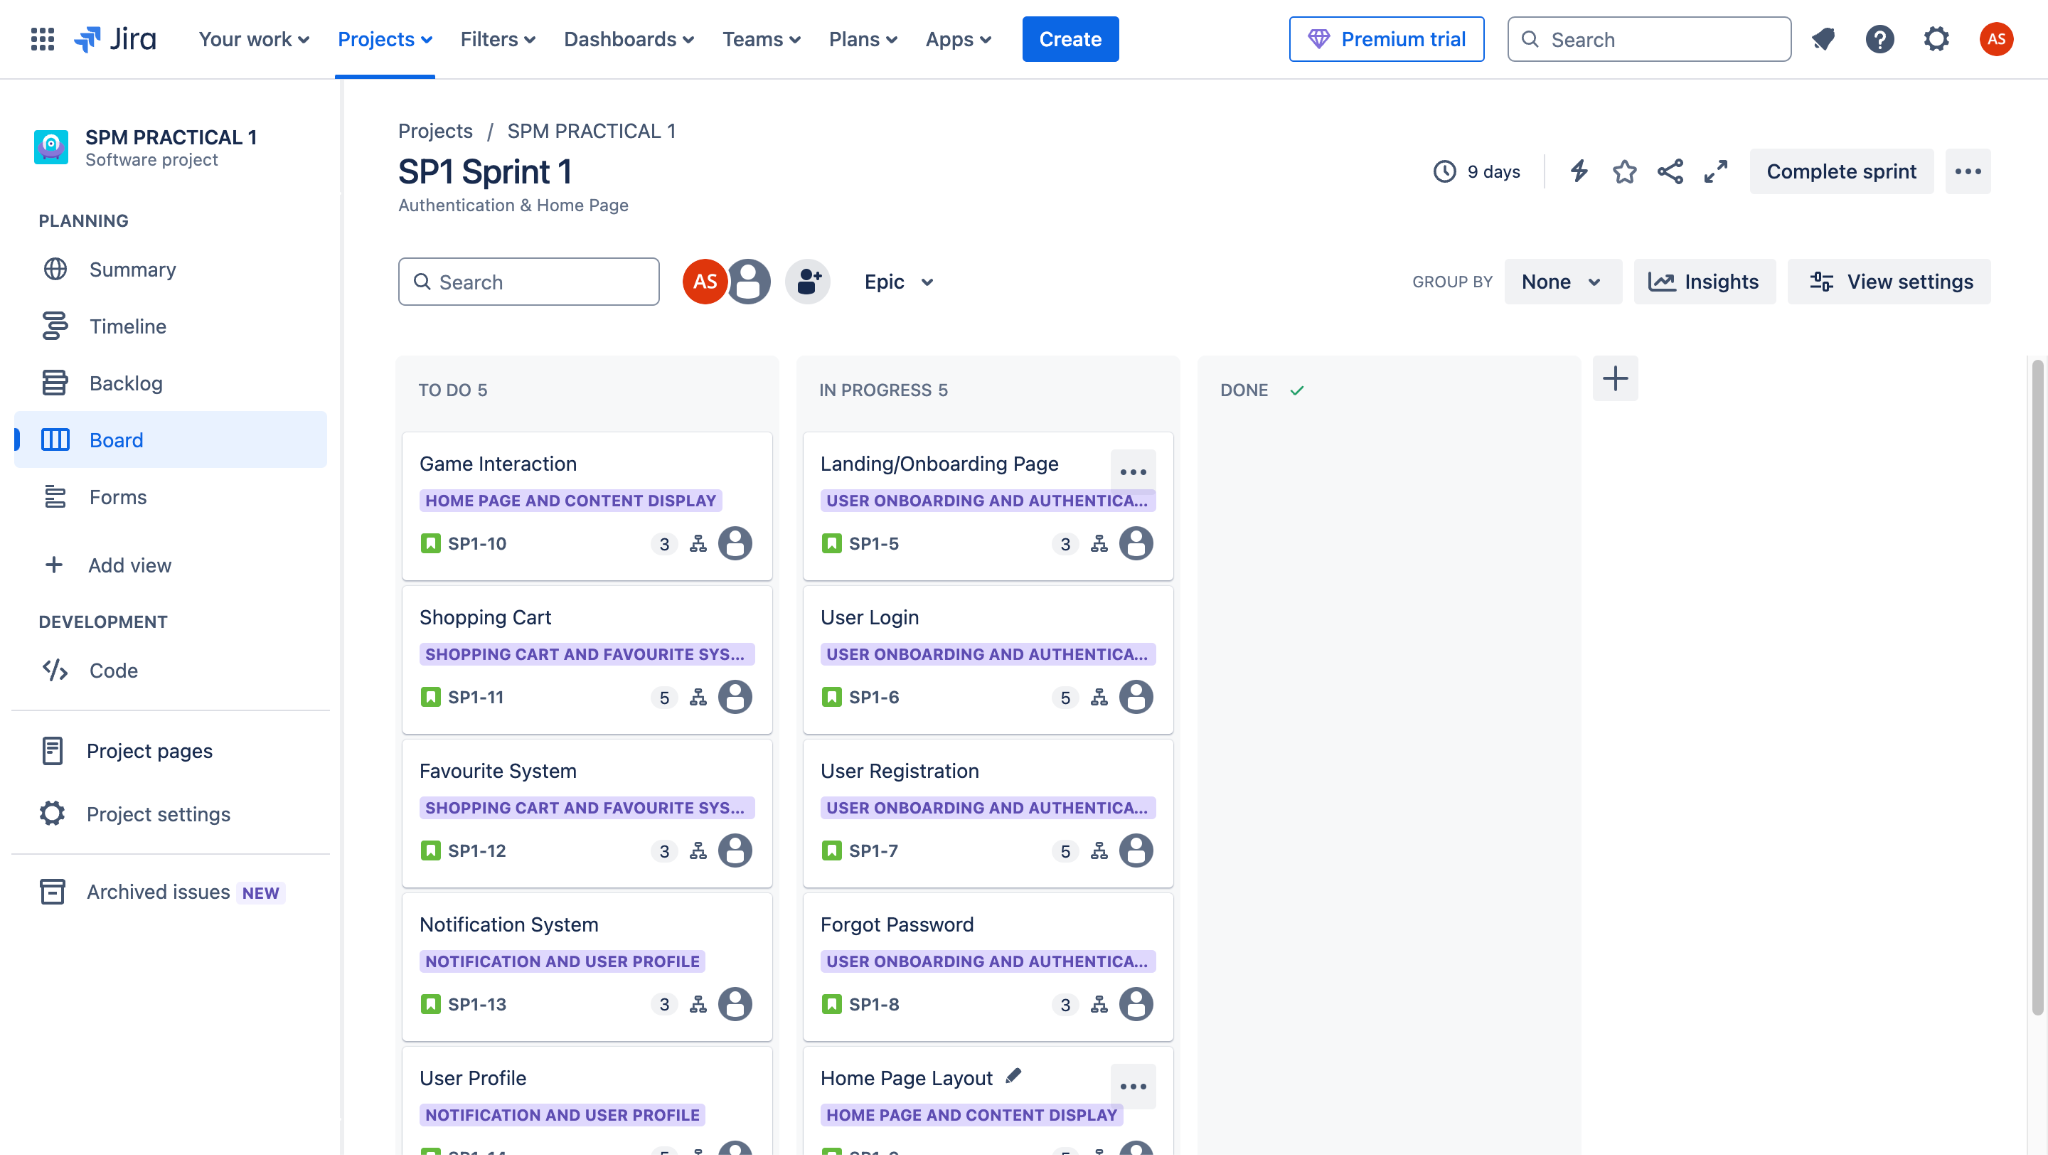 Jira Your work Projects Filters Dashboards Teams Plans Apps Create Premium trial Search AS
SPM PRACTICAL 1
Software project
PLANNING
Summary
Timeline
Backlog
Board
Forms
Add view
DEVELOPMENT
Code
Project pages
Project settings
Archived issues NEW
Projects / SPM PRACTICAL 1
SP1 Sprint 1
Authentication & Home Page
9 days Complete sprint
Search AS Epic GROUP BY None Insights View settings
TO DO 5
Game Interaction
HOME PAGE AND CONTENT DISPLAY
SP1-10 3
Shopping Cart
SHOPPING CART AND FAVOURITE SYS...
SP1-11 5
Favourite System
SHOPPING CART AND FAVOURITE SYS...
SP1-12 3
Notification System
NOTIFICATION AND USER PROFILE
SP1-13 3
User Profile
NOTIFICATION AND USER PROFILE
IN PROGRESS 5
Landing/Onboarding Page
USER ONBOARDING AND AUTHENTICA...
SP1-5 3
User Login
USER ONBOARDING AND AUTHENTICA...
SP1-6 5
User Registration
USER ONBOARDING AND AUTHENTICA...
SP1-7 5
Forgot Password
USER ONBOARDING AND AUTHENTICA...
SP1-8 3
Home Page Layout
HOME PAGE AND CONTENT DISPLAY
DONE